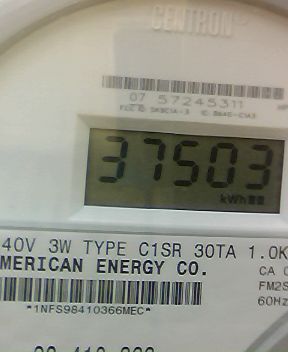 CENTRON
07 57245311
37503
kWh
40V 3W TYPE C1SR 30TA 1.0K
MERICAN ENERGY CO.
CA 0
FM2S
60Hz
*1NFS98410366MEC*